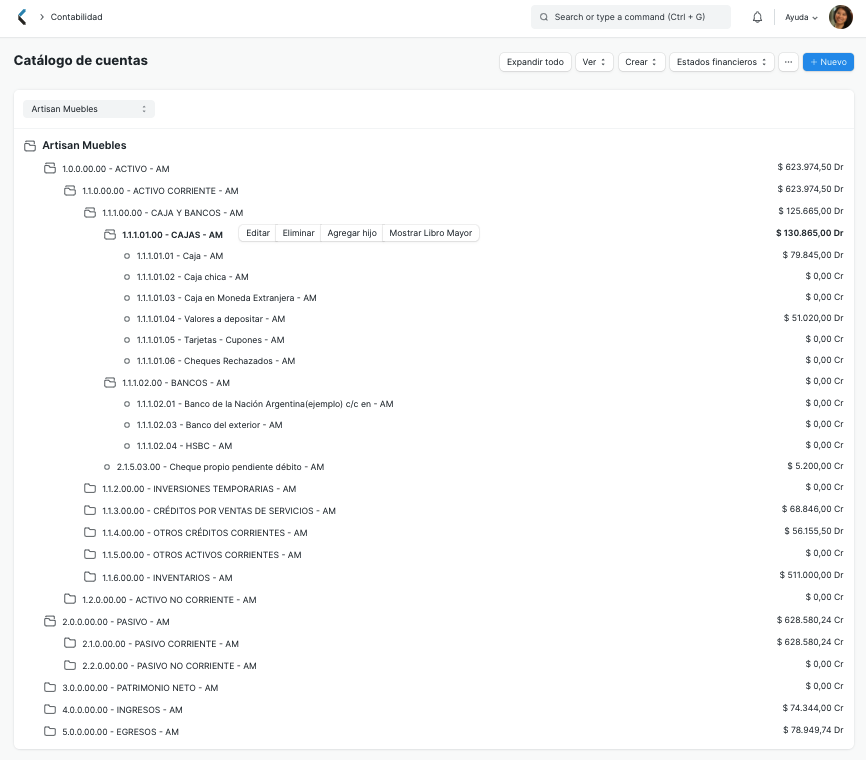 Contabilidad
Search or type a command (Ctrl + G)
Ayuda
Catálogo de cuentas
Expandir todo
Ver
Crear
Estados financieros
···
+ Nuevo
Artisan Muebles
Artisan Muebles
1.0.0.00.00 - ACTIVO - AM $ 623.974,50 Dr
1.1.0.00.00 - ACTIVO CORRIENTE - AM $ 623.974,50 Dr
1.1.1.00.00 - CAJA Y BANCOS - AM $ 125.665,00 Dr
1.1.1.01.00 - CAJAS - AM Editar Eliminar Agregar hijo Mostrar Libro Mayor $ 130.865,00 Dr
1.1.1.01.01 - Caja - AM $ 79.845,00 Dr
1.1.1.01.02 - Caja chica - AM $ 0,00 Cr
1.1.1.01.03 - Caja en Moneda Extranjera - AM $ 0,00 Cr
1.1.1.01.04 - Valores a depositar - AM $ 51.020,00 Dr
1.1.1.01.05 - Tarjetas - Cupones - AM $ 0,00 Cr
1.1.1.01.06 - Cheques Rechazados - AM $ 0,00 Cr
1.1.1.02.00 - BANCOS - AM $ 0,00 Cr
1.1.1.02.01 - Banco de la Nación Argentina(ejemplo) c/c en - AM $ 0,00 Cr
1.1.1.02.03 - Banco del exterior - AM $ 0,00 Cr
1.1.1.02.04 - HSBC - AM $ 0,00 Cr
2.1.5.03.00 - Cheque propio pendiente débito - AM $ 5.200,00 Cr
1.1.2.00.00 - INVERSIONES TEMPORARIAS - AM $ 0,00 Cr
1.1.3.00.00 - CRÉDITOS POR VENTAS DE SERVICIOS - AM $ 68.846,00 Cr
1.1.4.00.00 - OTROS CRÉDITOS CORRIENTES - AM $ 56.155,50 Dr
1.1.5.00.00 - OTROS ACTIVOS CORRIENTES - AM $ 0,00 Cr
1.1.6.00.00 - INVENTARIOS - AM $ 511.000,00 Dr
1.2.0.00.00 - ACTIVO NO CORRIENTE - AM $ 0,00 Cr
2.0.0.00.00 - PASIVO - AM $ 628.580,24 Cr
2.1.0.00.00 - PASIVO CORRIENTE - AM $ 628.580,24 Cr
2.2.0.00.00 - PASIVO NO CORRIENTE - AM $ 0,00 Cr
3.0.0.00.00 - PATRIMONIO NETO - AM $ 0,00 Cr
4.0.0.00.00 - INGRESOS - AM $ 74.344,00 Cr
5.0.0.00.00 - EGRESOS - AM $ 78.949,74 Dr